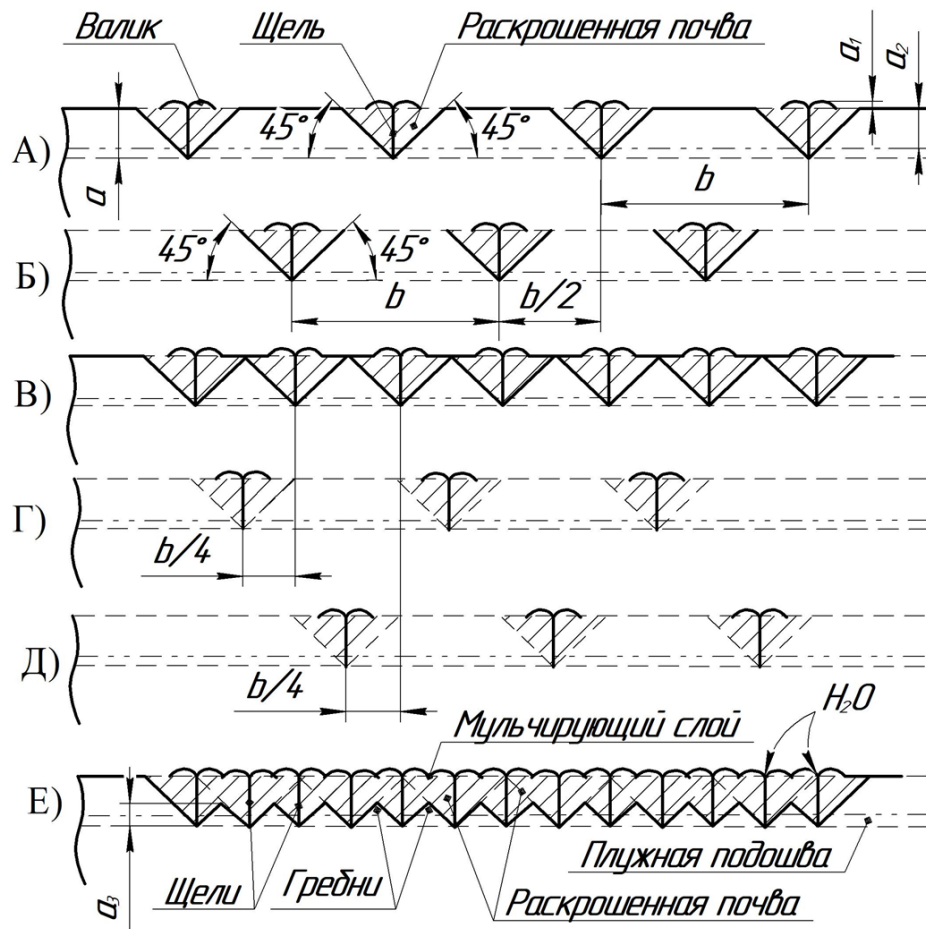 Валик
Щель
Раскрошенная почва
a₁
a₂
А)
45°
45°
a
b
Б)
45°
45°
b
b/2
В)
Г)
b/4
Д)
b/4
H₂O
Мульчирующий слой
Е)
a₃
Щели
Гребни
Раскрошенная почва
Плужная подошва